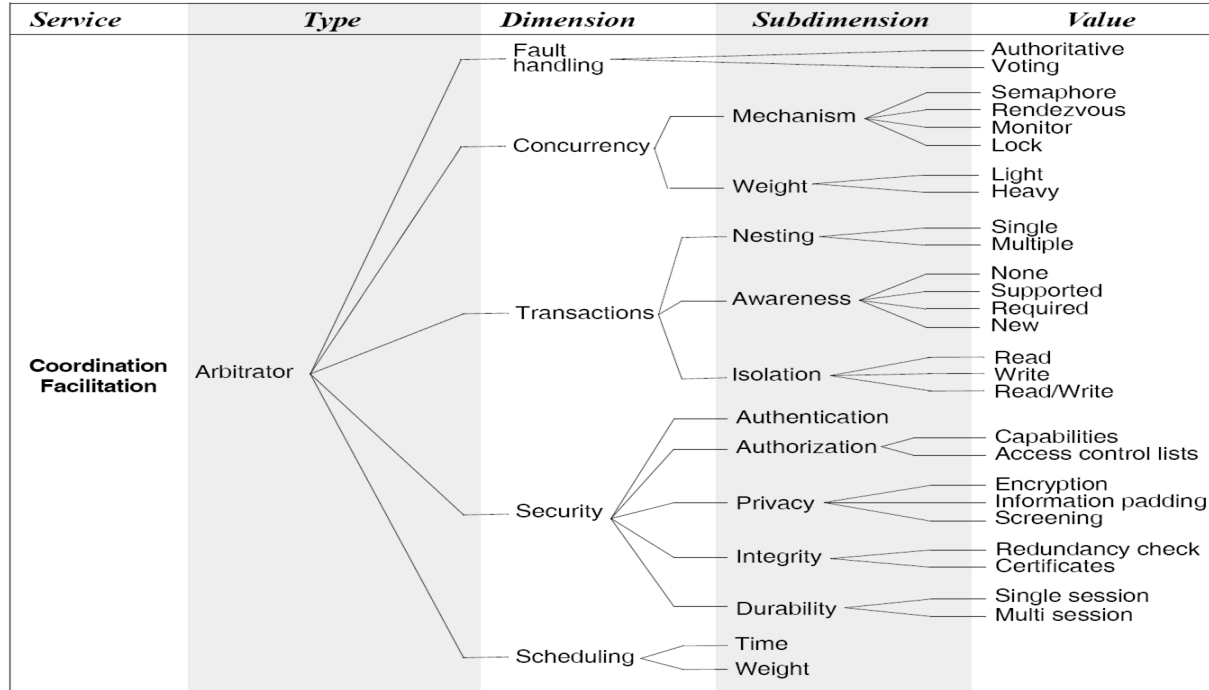 Service Type Dimension Subdimension Value
Fault
handling
Authoritative
Voting
Concurrency
Mechanism
Semaphore
Rendezvous
Monitor
Lock
Weight
Light
Heavy
Transactions
Nesting
Single
Multiple
Awareness
None
Supported
Required
New
Isolation
Read
Write
Read/Write
Coordination
Facilitation
Arbitrator
Security
Authentication
Authorization
Capabilities
Access control lists
Privacy
Encryption
Information padding
Screening
Integrity
Redundancy check
Certificates
Durability
Single session
Multi session
Scheduling
Time
Weight